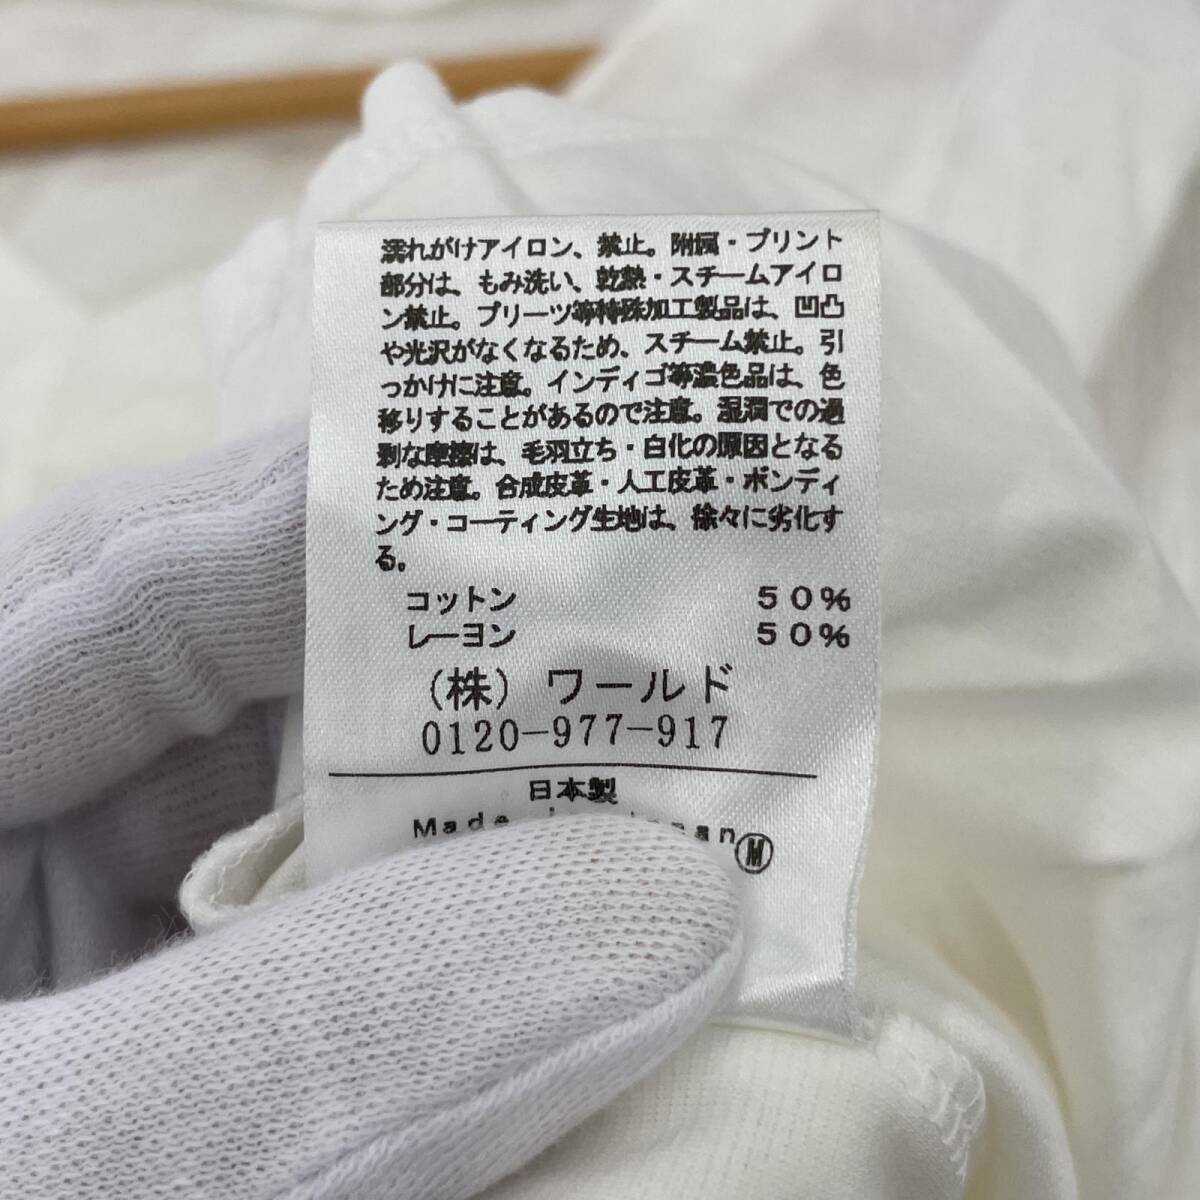 濡れがけアイロン、禁止。附属・プリント
部分は、もみ洗い、乾熱・スチームアイロ
ン禁止。プリーツ等特殊加工製品は、凹凸
や光沢がなくなるため、スチーム禁止。引
っかけに注意。インディゴ等濃色品は、色
移りすることがあるので注意。湿潤での過
剰な摩擦は、毛羽立ち・白化の原因となる
ため注意。合成皮革・人工皮革・ボンディ
ング・コーティング生地は、徐々に劣化す
る。
コットン 50%
レーヨン 50%
(株) ワールド
0120-977-917
日本製
Made in Japan
M